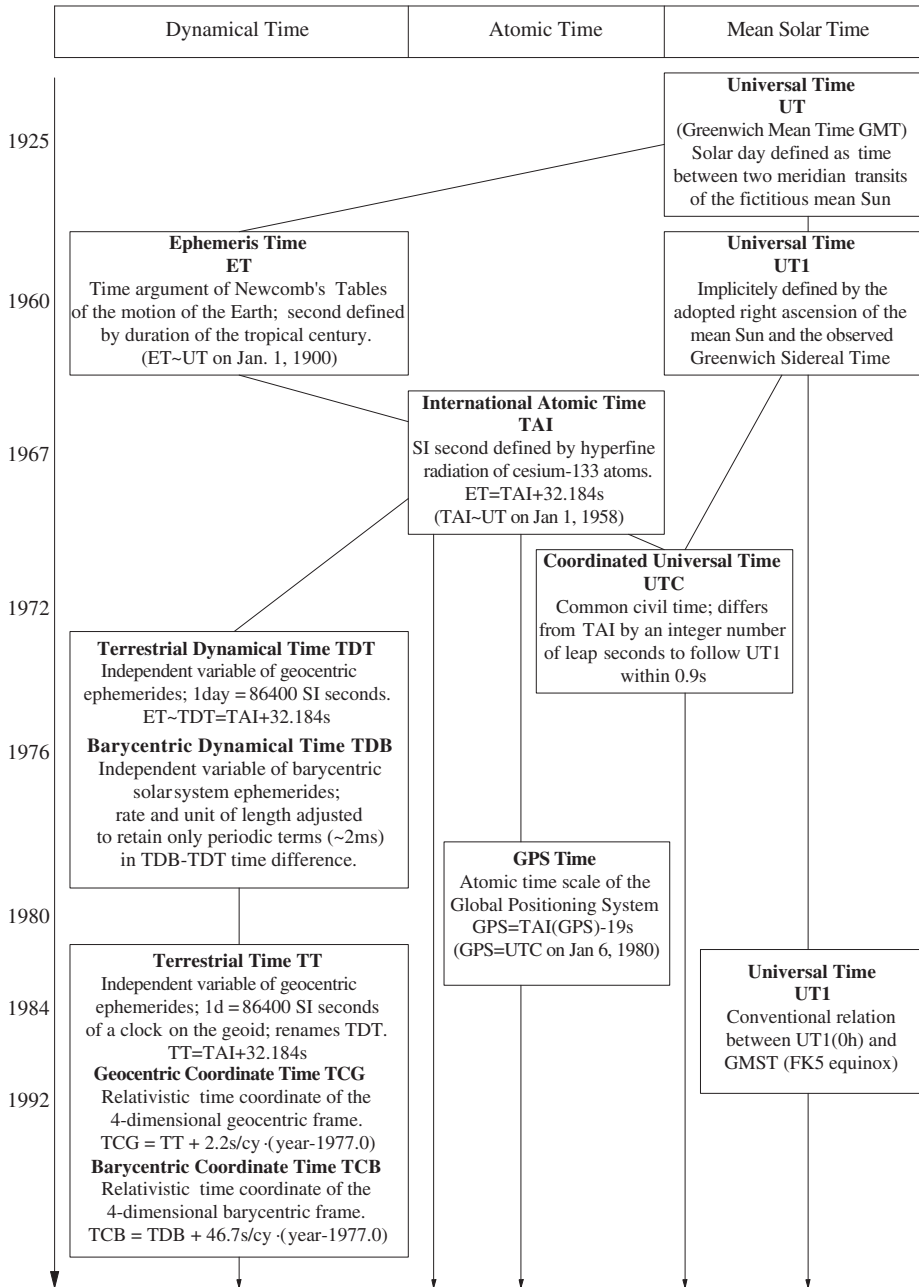 Dynamical Time
Atomic Time
Mean Solar Time
1925
1960
1967
1972
1976
1980
1984
1992
Universal Time
UT
(Greenwich Mean Time GMT)
Solar day defined as time
between two meridian transits
of the fictitious mean Sun
Ephemeris Time
ET
Time argument of Newcomb's Tables
of the motion of the Earth; second defined
by duration of the tropical century.
(ET~UT on Jan. 1, 1900)
Universal Time
UT1
Implicitely defined by the
adopted right ascension of the
mean Sun and the observed
Greenwich Sidereal Time
International Atomic Time
TAI
SI second defined by hyperfine
radiation of cesium-133 atoms.
ET=TAI+32.184s
(TAI~UT on Jan 1, 1958)
Coordinated Universal Time
UTC
Common civil time; differs
from TAI by an integer number
of leap seconds to follow UT1
within 0.9s
Terrestrial Dynamical Time TDT
Independent variable of geocentric
ephemerides; 1day = 86400 SI seconds.
ET~TDT=TAI+32.184s
Barycentric Dynamical Time TDB
Independent variable of barycentric
solar system ephemerides;
rate and unit of length adjusted
to retain only periodic terms (~2ms)
in TDB-TDT time difference.
GPS Time
Atomic time scale of the
Global Positioning System
GPS=TAI(GPS)-19s
(GPS=UTC on Jan 6, 1980)
Terrestrial Time TT
Independent variable of geocentric
ephemerides; 1d = 86400 SI seconds
of a clock on the geoid; renames TDT.
TT=TAI+32.184s
Geocentric Coordinate Time TCG
Relativistic time coordinate of the
4-dimensional geocentric frame.
TCG = TT + 2.2s/cy·(year-1977.0)
Barycentric Coordinate Time TCB
Relativistic time coordinate of the
4-dimensional barycentric frame.
TCB = TDB + 46.7s/cy·(year-1977.0)
Universal Time
UT1
Conventional relation
between UT1(0h) and
GMST (FK5 equinox)